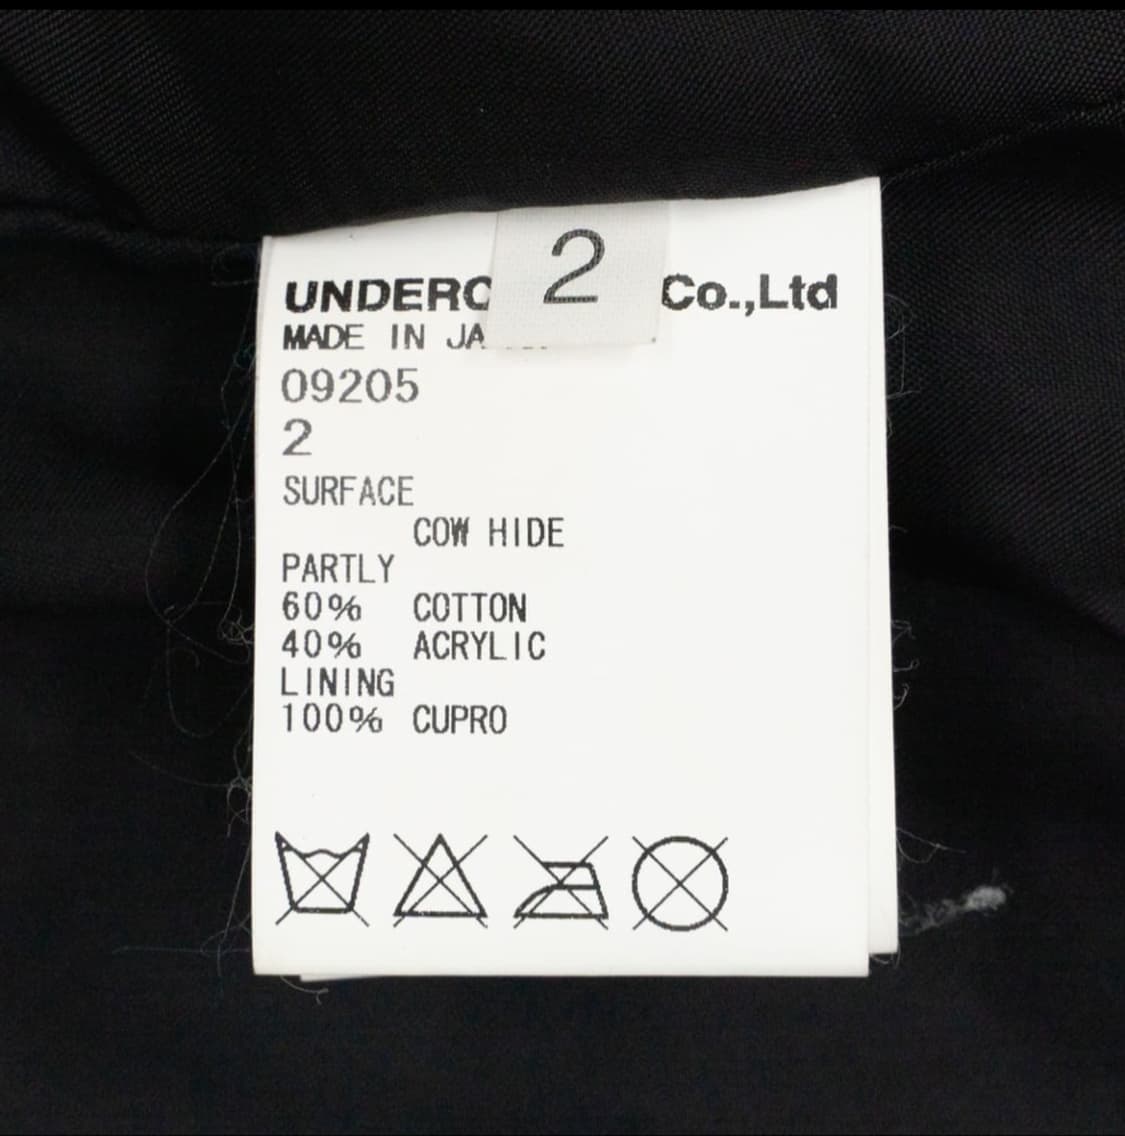 2
UNDERC Co.,Ltd
MADE IN JA
09205
2
SURFACE
COW HIDE
PARTLY
60% COTTON
40% ACRYLIC
LINING
100% CUPRO